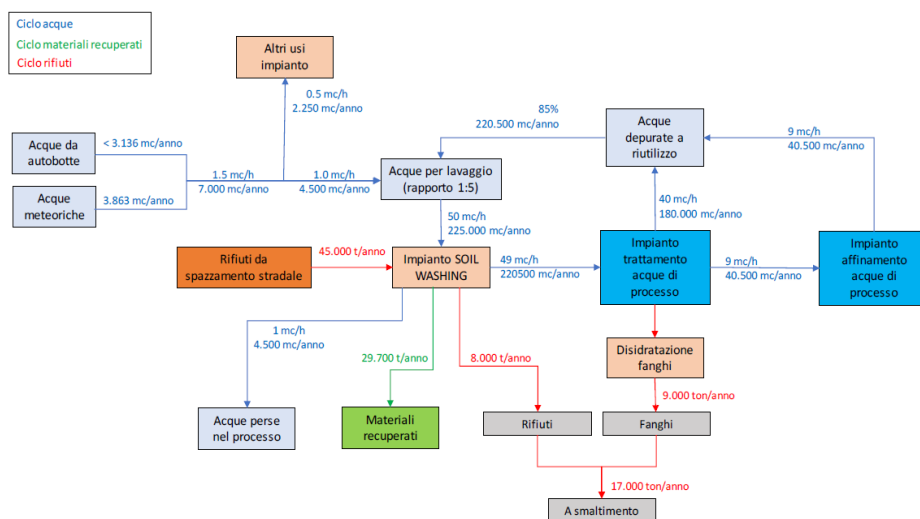 Ciclo acque
Ciclo materiali recuperati
Ciclo rifiuti
Altri usi
impianto
0.5 mc/h
2.250 mc/anno
85%
220.500 mc/anno
Acque
depurate a
riutilizzo
9 mc/h
40.500 mc/anno
Acque da
autobotte
< 3.136 mc/anno
Acque
meteoriche
3.863 mc/anno
1.5 mc/h
7.000 mc/anno
1.0 mc/h
4.500 mc/anno
Acque per lavaggio
(rapporto 1:5)
50 mc/h
225.000 mc/anno
40 mc/h
180.000 mc/anno
Rifiuti da
spazzamento stradale
45.000 t/anno
Impianto SOIL
WASHING
49 mc/h
220500 mc/anno
Impianto
trattamento
acque di
processo
9 mc/h
40.500 mc/anno
Impianto
affinamento
acque di
processo
1 mc/h
4.500 mc/anno
29.700 t/anno
8.000 t/anno
Disidratazione
fanghi
9.000 ton/anno
Acque perse
nel processo
Materiali
recuperati
Rifiuti
Fanghi
17.000 ton/anno
A smaltimento